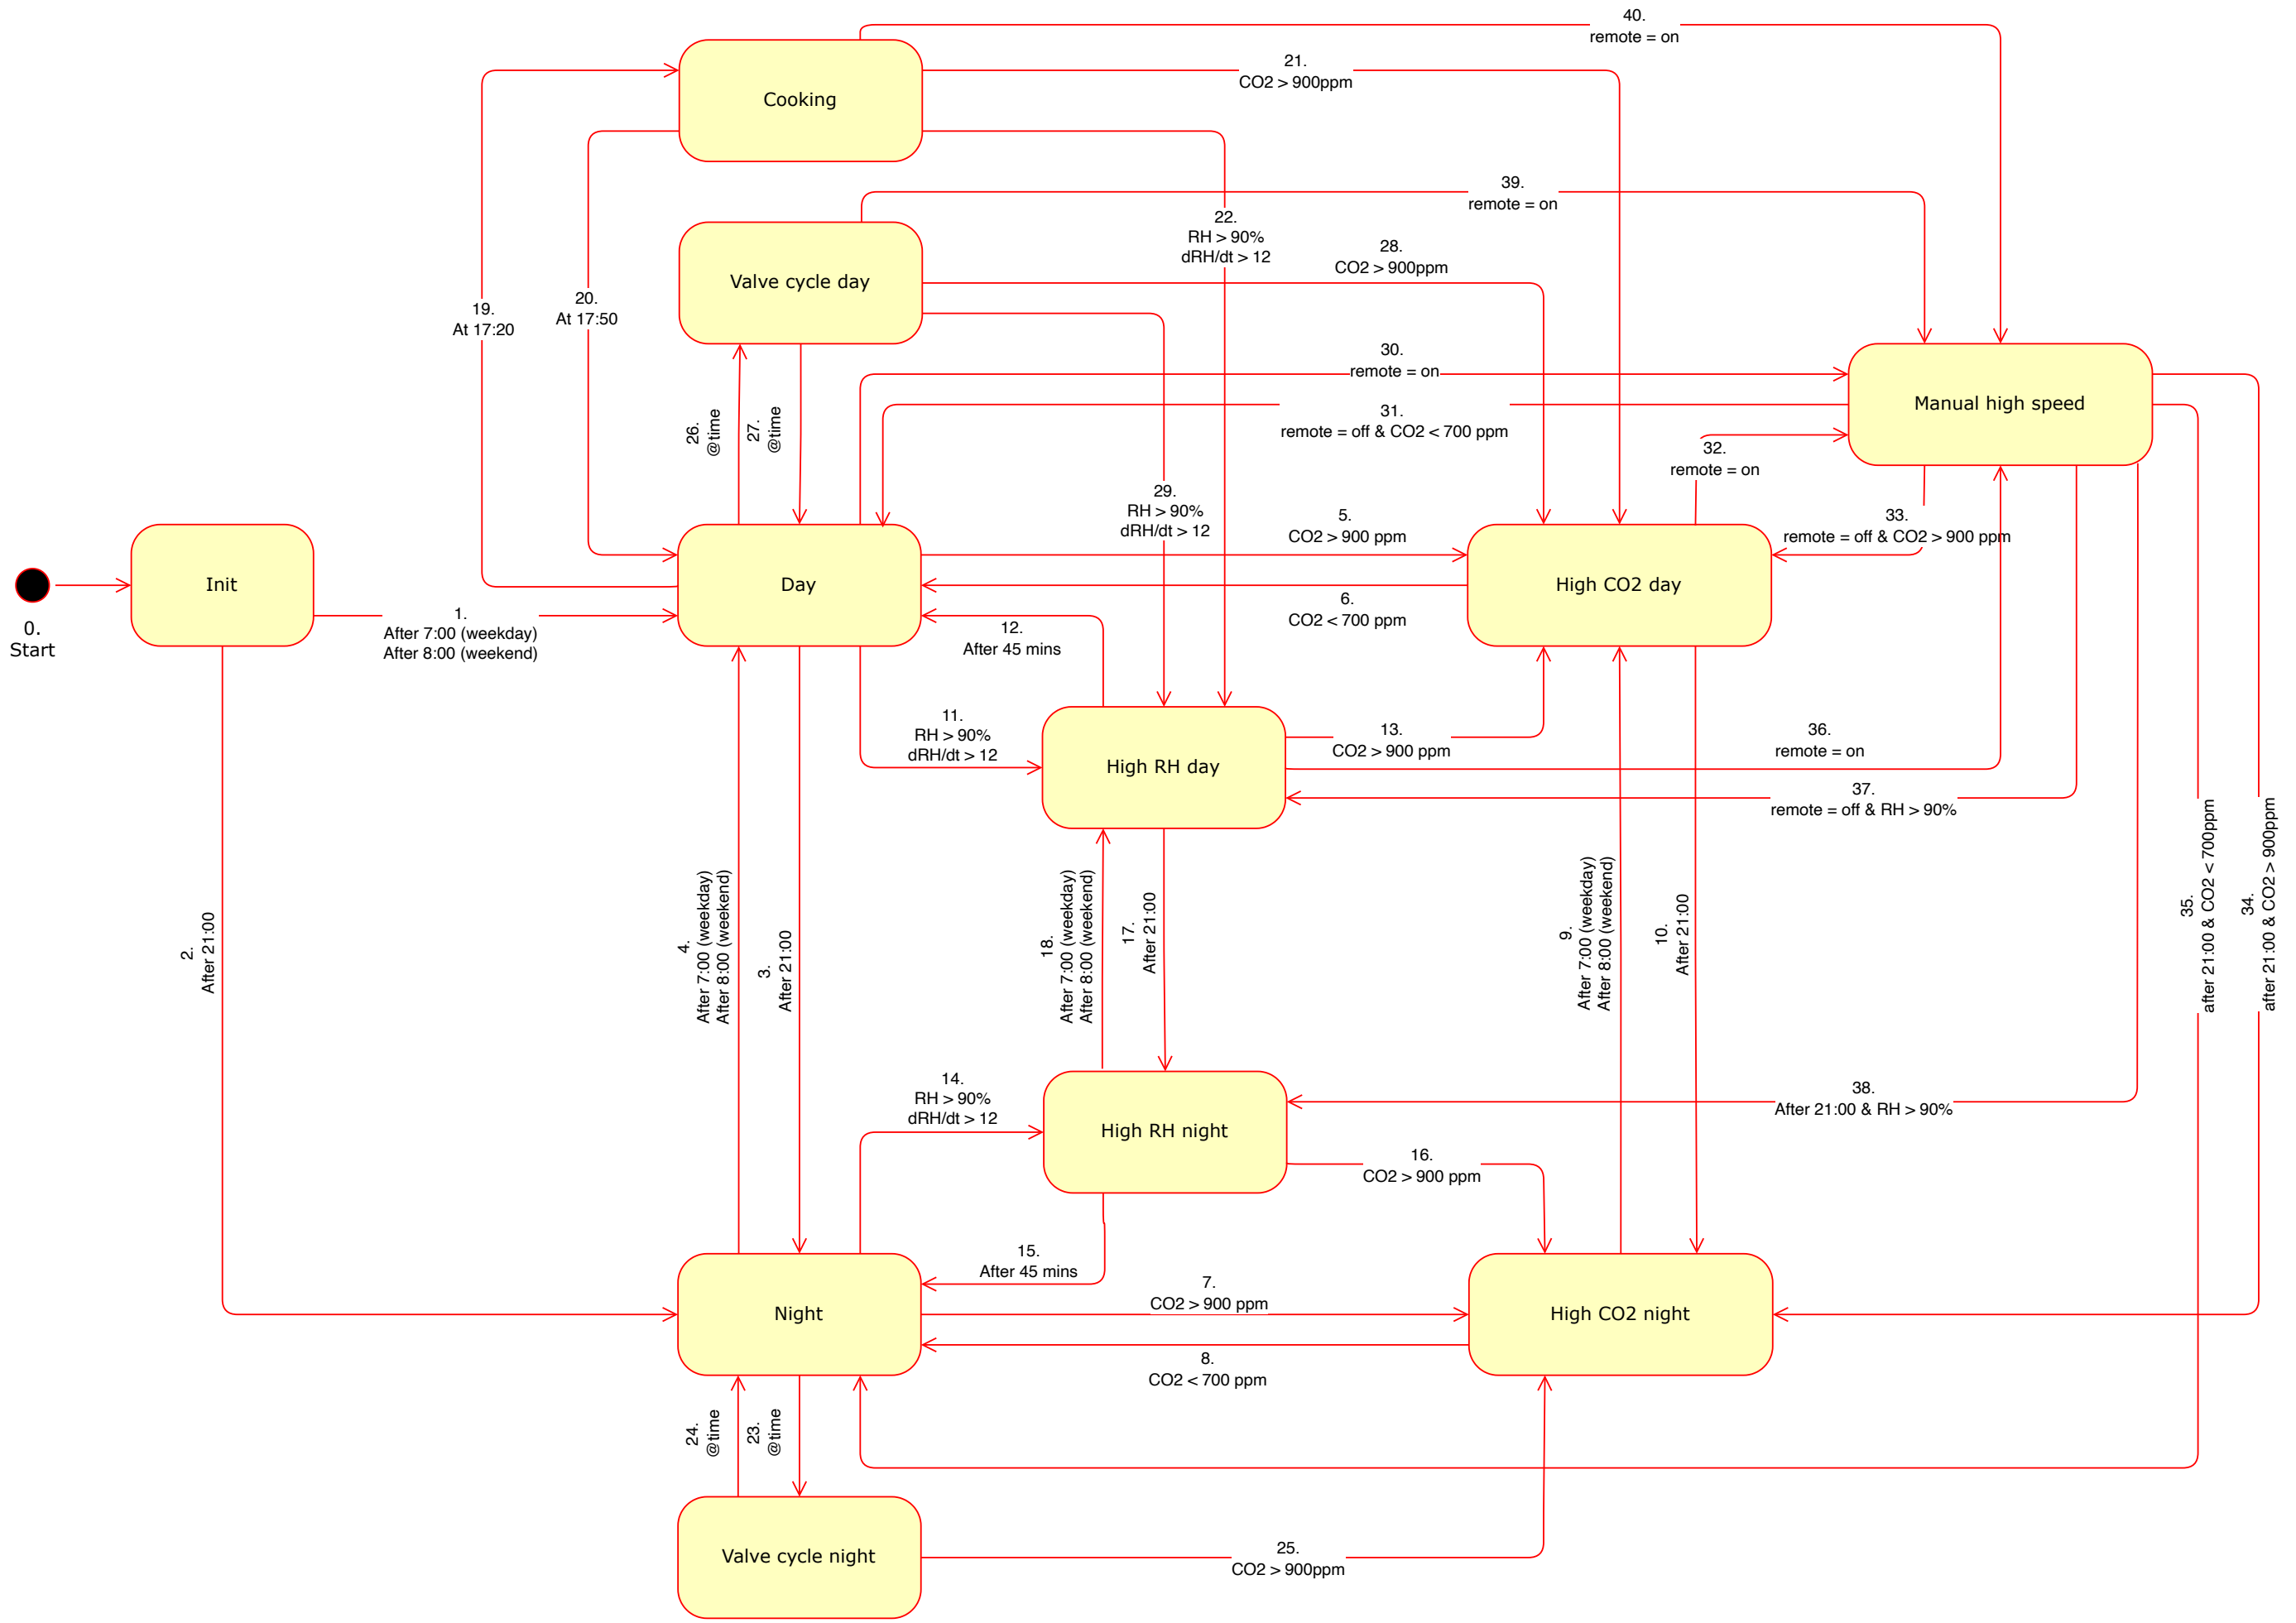 40.
remote = on
21.
CO2 > 900ppm
Cooking
39.
remote = on
22.
RH > 90%
dRH/dt > 12
28.
CO2 > 900ppm
Valve cycle day
19.
At 17:20
20.
At 17:50
30.
remote = on
26.
@time
27.
@time
31.
remote = off & CO2 < 700 ppm
Manual high speed
32.
remote = on
29.
RH > 90%
dRH/dt > 12
5.
CO2 > 900 ppm
33.
remote = off & CO2 > 900 ppm
Init
Day
High CO2 day
0.
Start
1.
After 7:00 (weekday)
After 8:00 (weekend)
6.
CO2 < 700 ppm
12.
After 45 mins
11.
RH > 90%
dRH/dt > 12
13.
CO2 > 900 ppm
36.
remote = on
High RH day
37.
remote = off & RH > 90%
2.
After 21:00
4.
After 7:00 (weekday)
After 8:00 (weekend)
3.
After 21:00
18.
After 7:00 (weekday)
After 8:00 (weekend)
17.
After 21:00
9.
After 7:00 (weekday)
After 8:00 (weekend)
10.
After 21:00
35.
after 21:00 & CO2 < 700ppm
34.
after 21:00 & CO2 > 900ppm
14.
RH > 90%
dRH/dt > 12
38.
After 21:00 & RH > 90%
High RH night
16.
CO2 > 900 ppm
15.
After 45 mins
7.
CO2 > 900 ppm
Night
High CO2 night
8.
CO2 < 700 ppm
24.
@time
23.
@time
Valve cycle night
25.
CO2 > 900ppm